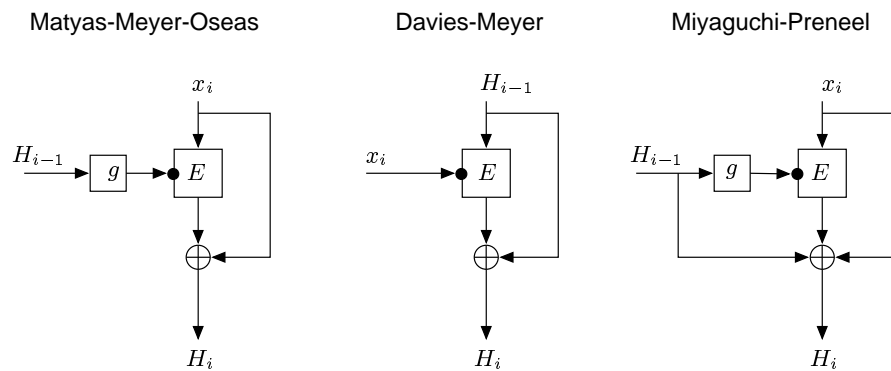 Matyas-Meyer-Oseas
Davies-Meyer
Miyaguchi-Preneel
x_i
H_{i−1}
x_i
H_{i−1}
g
E
x_i
E
H_{i−1}
g
E
H_i
H_i
H_i